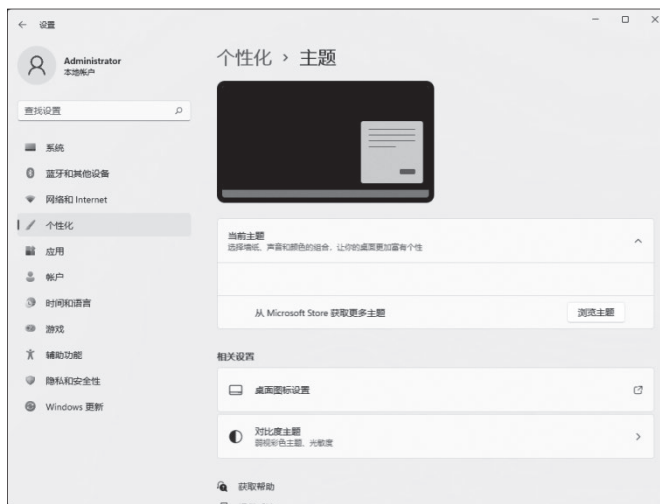 设置
Administrator
本地帐户
查找设置
系统
蓝牙和其他设备
网络和 Internet
个性化
应用
帐户
时间和语言
游戏
辅助功能
隐私和安全性
Windows 更新
个性化 › 主题
当前主题
选择墙纸、声音和颜色的组合，让你的桌面更加富有个性
从 Microsoft Store 获取更多主题
浏览主题
相关设置
桌面图标设置
对比度主题
弱视彩色主题、光敏度
获取帮助